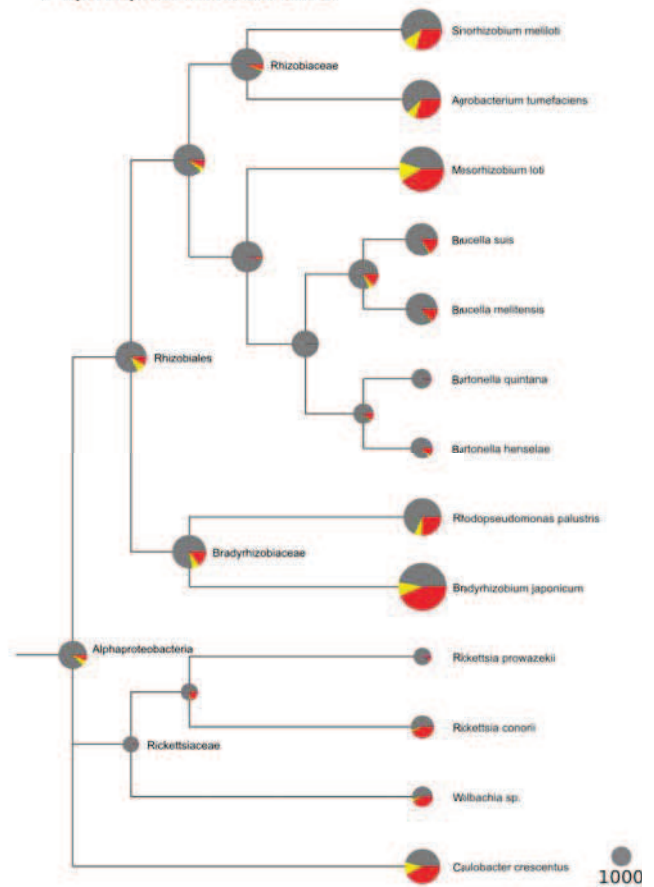 Sinorhizobium meliloti
Rhizobiaceae
Agrobacterium tumefaciens
Mesorhizobium loti
Brucella suis
Brucella melitensis
Rhizobiales
Bartonella quintana
Bartonella henselae
Rhodopseudomonas palustris
Bradyrhizobiaceae
Bradyrhizobium japonicum
Alphaproteobacteria
Rickettsia prowazekii
Rickettsia conorii
Rickettsiaceae
Wolbachia sp.
Caulobacter crescentus
1000